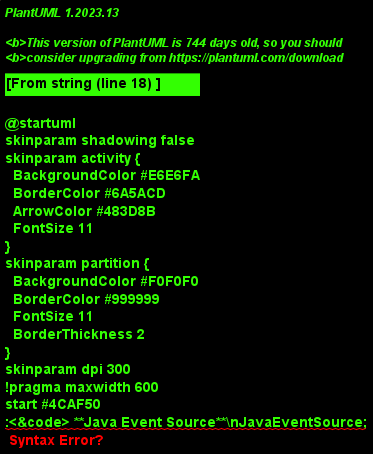 PlantUML 1.2023.13
<b>This version of PlantUML is 744 days old, so you should
<b>consider upgrading from https://plantuml.com/download
[From string (line 18) ]
@startuml
skinparam shadowing false
skinparam activity {
BackgroundColor #E6E6FA
BorderColor #6A5ACD
ArrowColor #483D8B
FontSize 11
}
skinparam partition {
BackgroundColor #F0F0F0
BorderColor #999999
FontSize 11
BorderThickness 2
}
skinparam dpi 300
!pragma maxwidth 600
start #4CAF50
:<&code> **Java Event Source**\nJavaEventSource;
Syntax Error?